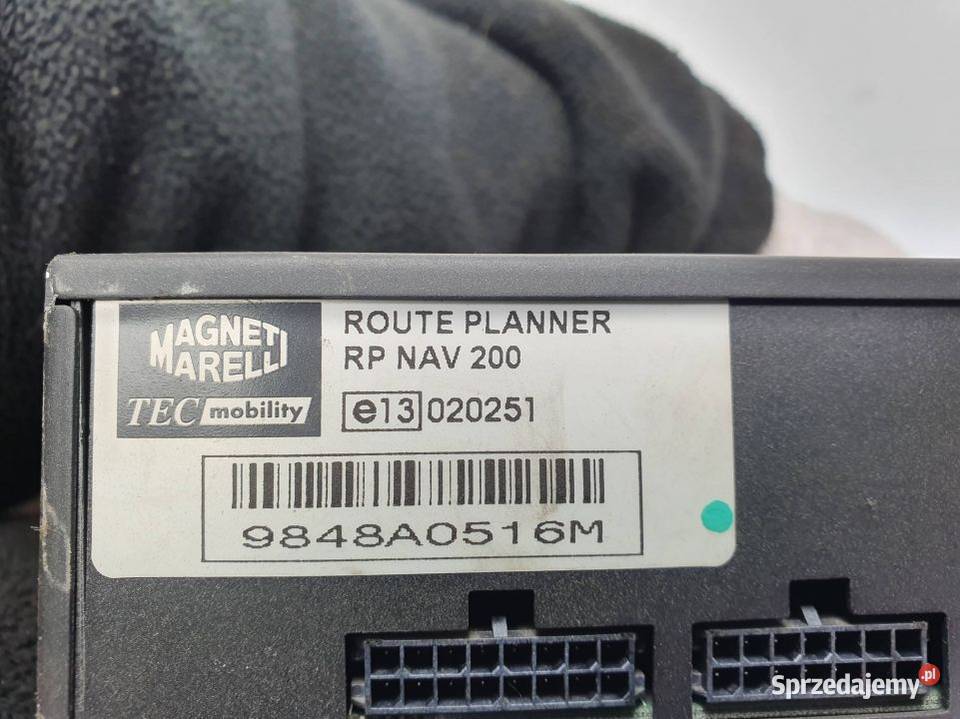 MAGNETI
MARELLI
TEC mobility
ROUTE PLANNER
RP NAV 200
e13 020251
9848A0516M
Sprzedajemy.pl